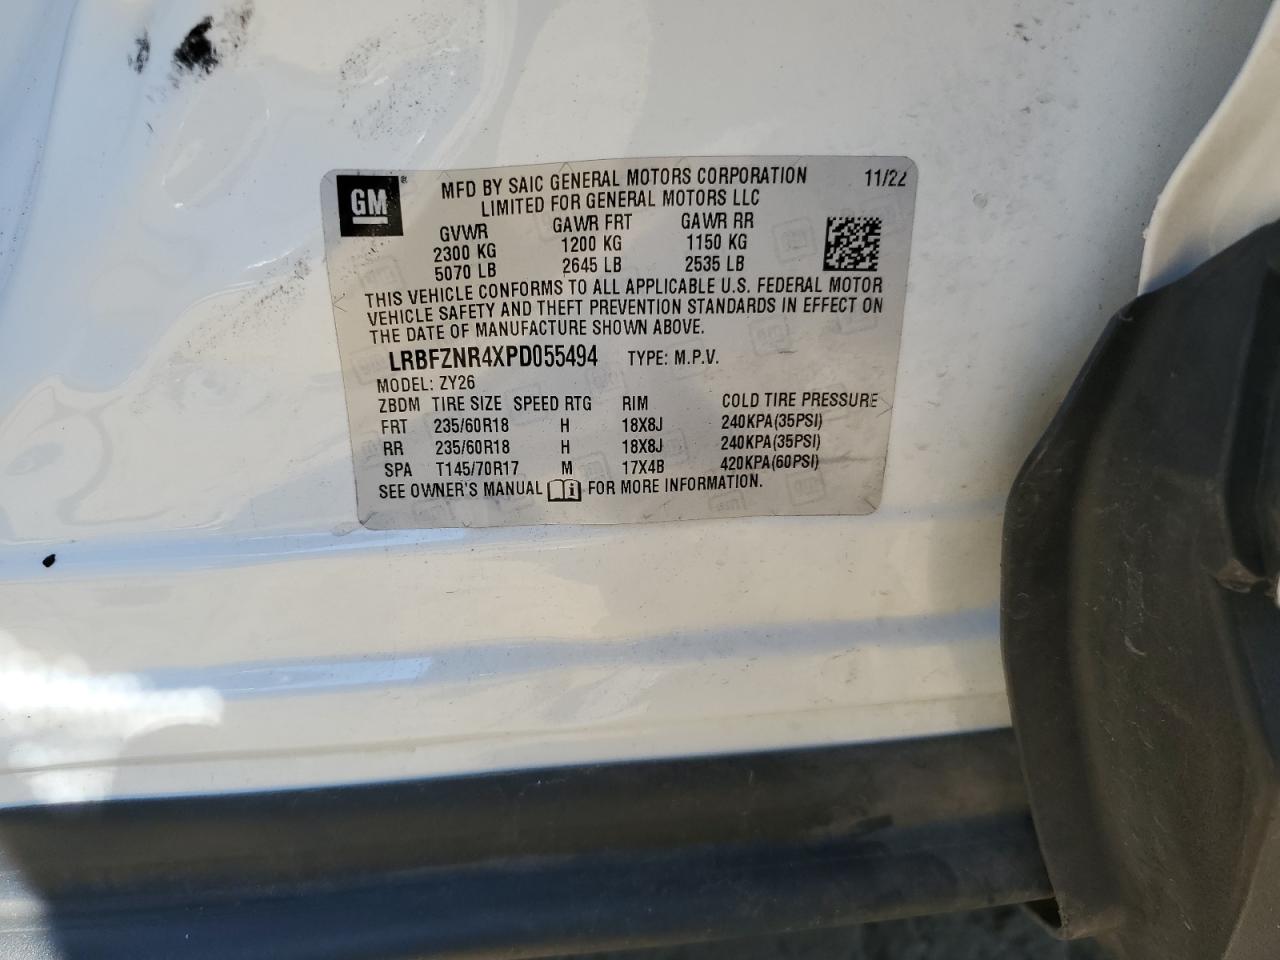 GM ®
MFD BY SAIC GENERAL MOTORS CORPORATION 11/22
LIMITED FOR GENERAL MOTORS LLC
GVWR GAWR FRT GAWR RR
2300 KG 1200 KG 1150 KG
5070 LB 2645 LB 2535 LB
THIS VEHICLE CONFORMS TO ALL APPLICABLE U.S. FEDERAL MOTOR
VEHICLE SAFETY AND THEFT PREVENTION STANDARDS IN EFFECT ON
THE DATE OF MANUFACTURE SHOWN ABOVE.
LRBFZNR4XPD055494 TYPE: M.P.V.
MODEL: ZY26
ZBDM TIRE SIZE SPEED RTG RIM COLD TIRE PRESSURE
FRT 235/60R18 H 18X8J 240KPA(35PSI)
RR 235/60R18 H 18X8J 240KPA(35PSI)
SPA T145/70R17 M 17X4B 420KPA(60PSI)
SEE OWNER'S MANUAL i FOR MORE INFORMATION.